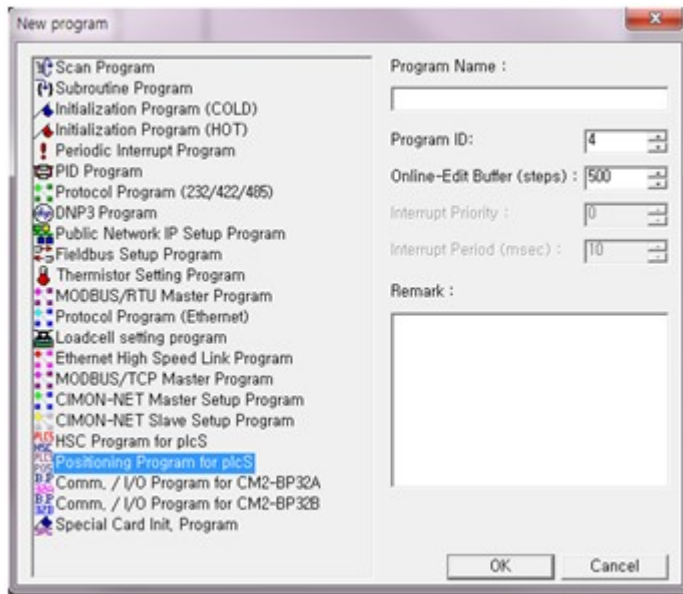 New program
Scan Program
Subroutine Program
Initialization Program (COLD)
Initialization Program (HOT)
Periodic Interrupt Program
PID Program
Protocol Program (232/422/485)
DNP3 Program
Public Network IP Setup Program
Fieldbus Setup Program
Thermistor Setting Program
MODBUS/RTU Master Program
Protocol Program (Ethernet)
Loadcell setting program
Ethernet High Speed Link Program
MODBUS/TCP Master Program
CIMON-NET Master Setup Program
CIMON-NET Slave Setup Program
HSC Program for plcS
Positioning Program for plcS
Comm. / I/O Program for CM2-BP32A
Comm. / I/O Program for CM2-BP32B
Special Card Init. Program
Program Name :
Program ID: 4
Online-Edit Buffer (steps) : 500
Interrupt Priority : 0
Interrupt Period (msec) : 10
Remark :
OK Cancel